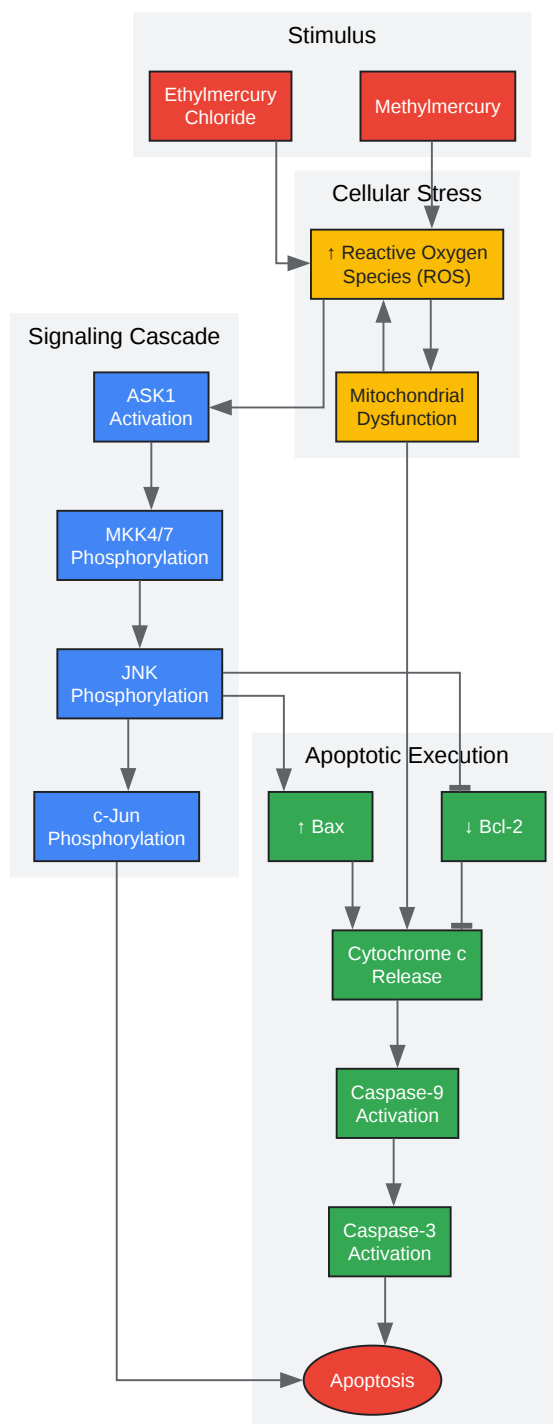 Stimulus
Ethylmercury
Chloride
Methylmercury
Cellular Stress
↑ Reactive Oxygen
Species (ROS)
Signaling Cascade
ASK1
Activation
Mitochondrial
Dysfunction
MKK4/7
Phosphorylation
JNK
Phosphorylation
Apoptotic Execution
c-Jun
Phosphorylation
↑ Bax
↓ Bcl-2
Cytochrome c
Release
Caspase-9
Activation
Caspase-3
Activation
Apoptosis